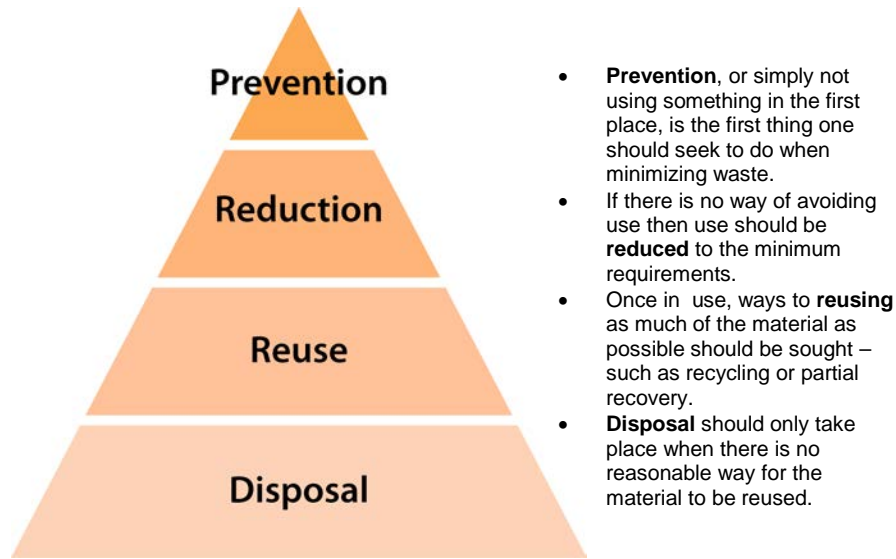 Prevention
Reduction
Reuse
Disposal
• Prevention, or simply not
using something in the first
place, is the first thing one
should seek to do when
minimizing waste.
• If there is no way of avoiding
use then use should be
reduced to the minimum
requirements.
• Once in use, ways to reusing
as much of the material as
possible should be sought –
such as recycling or partial
recovery.
• Disposal should only take
place when there is no
reasonable way for the
material to be reused.